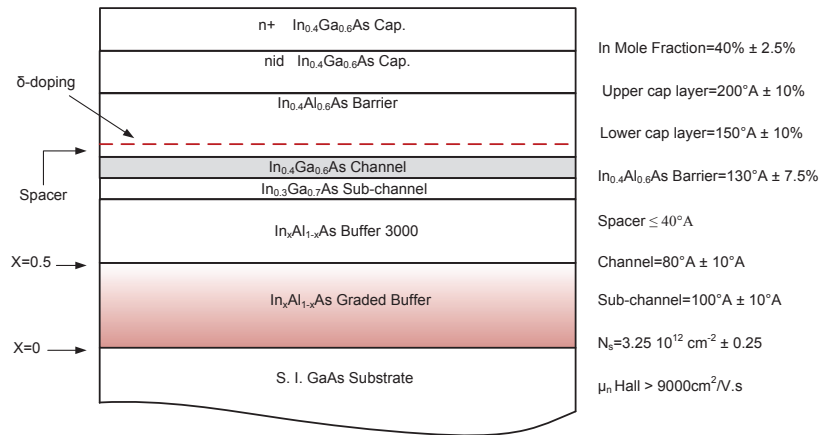 n+ In₀.₄Ga₀.₆As Cap.
nid In₀.₄Ga₀.₆As Cap.
δ-doping
In₀.₄Al₀.₆As Barrier
Spacer
In₀.₄Ga₀.₆As Channel
In₀.₃Ga₀.₇As Sub-channel
InₓAl₁₋ₓAs Buffer 3000
X=0.5
InₓAl₁₋ₓAs Graded Buffer
X=0
S. I. GaAs Substrate
In Mole Fraction=40% ± 2.5%
Upper cap layer=200°A ± 10%
Lower cap layer=150°A ± 10%
In₀.₄Al₀.₆As Barrier=130°A ± 7.5%
Spacer ≤ 40°A
Channel=80°A ± 10°A
Sub-channel=100°A ± 10°A
Nₛ=3.25 10¹² cm⁻² ± 0.25
μₙ Hall > 9000cm²/V.s